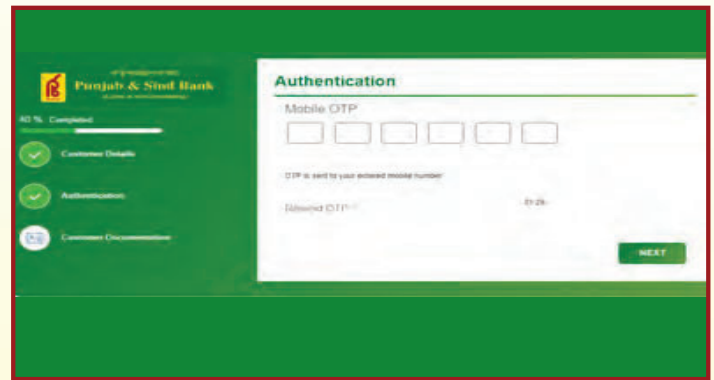 Punjab & Sind Bank
40 % Completed
Customer Details
Authentication
Customer Documentation
Authentication
Mobile OTP
OTP is sent to your entered mobile number
Resend OTP
NEXT